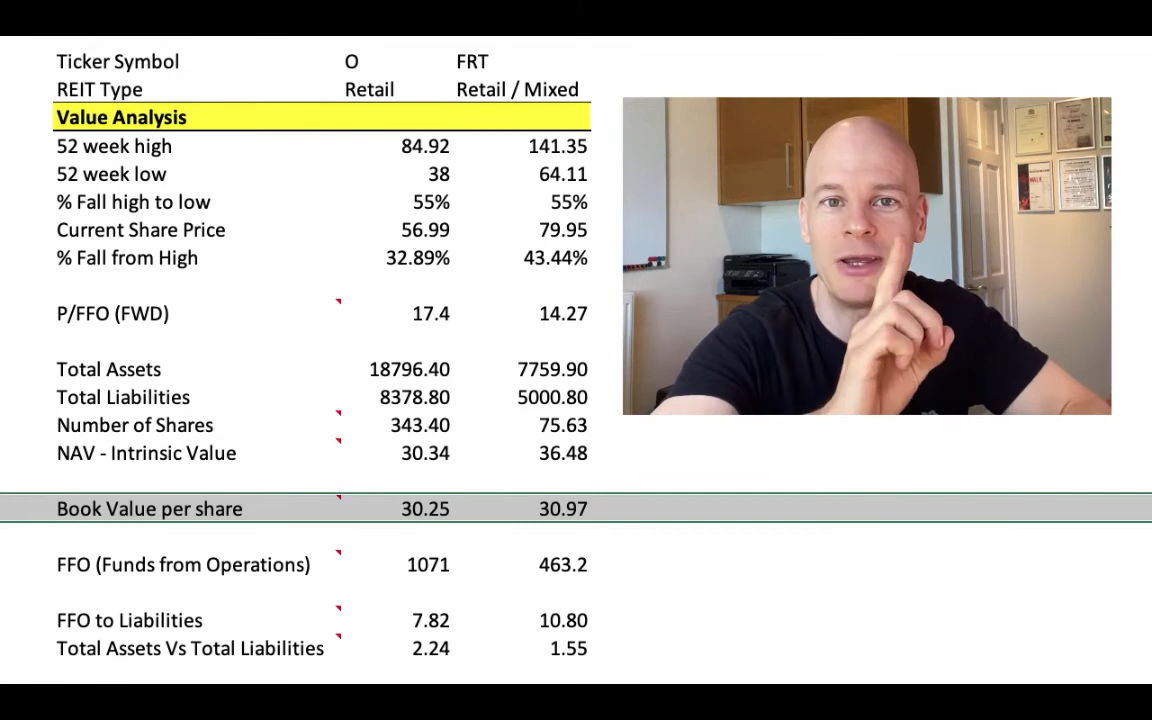 Ticker Symbol O FRT
REIT Type Retail Retail / Mixed
Value Analysis
52 week high 84.92 141.35
52 week low 38 64.11
% Fall high to low 55% 55%
Current Share Price 56.99 79.95
% Fall from High 32.89% 43.44%
P/FFO (FWD) 17.4 14.27
Total Assets 18796.40 7759.90
Total Liabilities 8378.80 5000.80
Number of Shares 343.40 75.63
NAV - Intrinsic Value 30.34 36.48
Book Value per share 30.25 30.97
FFO (Funds from Operations) 1071 463.2
FFO to Liabilities 7.82 10.80
Total Assets Vs Total Liabilities 2.24 1.55